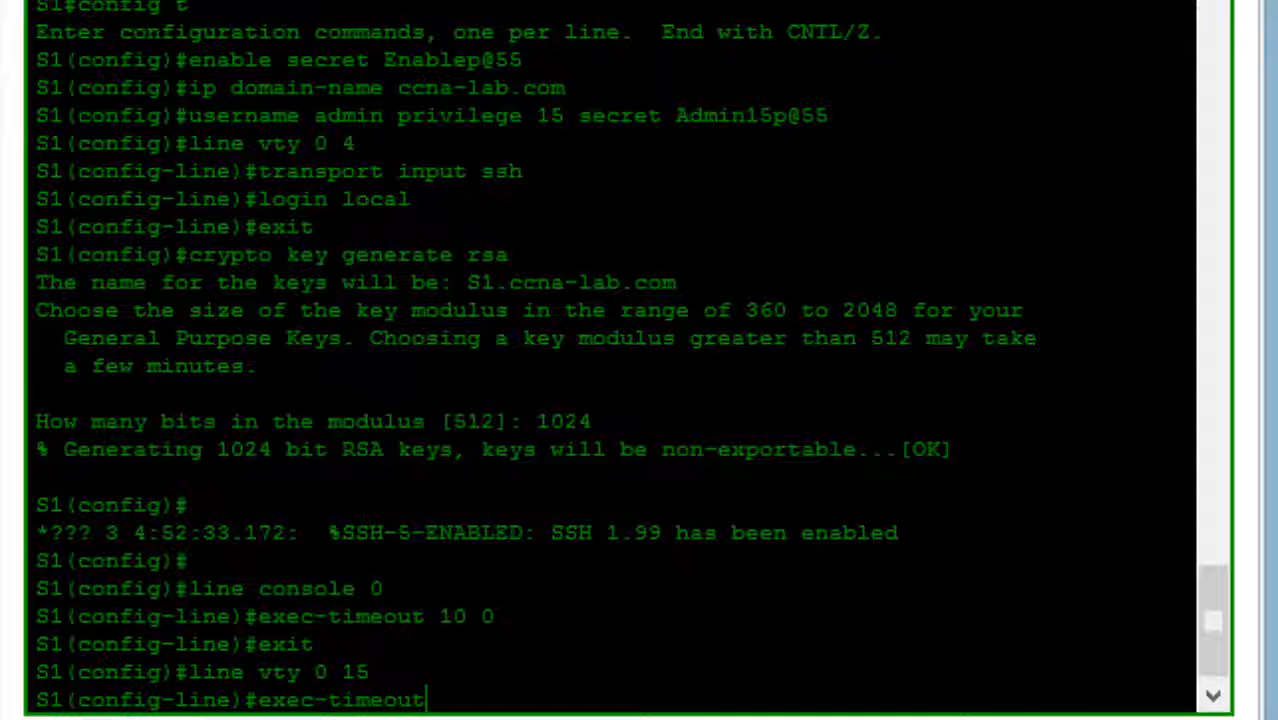 S1#config t
Enter configuration commands, one per line.  End with CNTL/Z.
S1(config)#enable secret Enablep@55
S1(config)#ip domain-name ccna-lab.com
S1(config)#username admin privilege 15 secret Admin15p@55
S1(config)#line vty 0 4
S1(config-line)#transport input ssh
S1(config-line)#login local
S1(config-line)#exit
S1(config)#crypto key generate rsa
The name for the keys will be: S1.ccna-lab.com
Choose the size of the key modulus in the range of 360 to 2048 for your
  General Purpose Keys. Choosing a key modulus greater than 512 may take
  a few minutes.
How many bits in the modulus [512]: 1024
% Generating 1024 bit RSA keys, keys will be non-exportable...[OK]
S1(config)#
*??? 3 4:52:33.172:  %SSH-5-ENABLED: SSH 1.99 has been enabled
S1(config)#
S1(config)#line console 0
S1(config-line)#exec-timeout 10 0
S1(config-line)#exit
S1(config)#line vty 0 15
S1(config-line)#exec-timeout